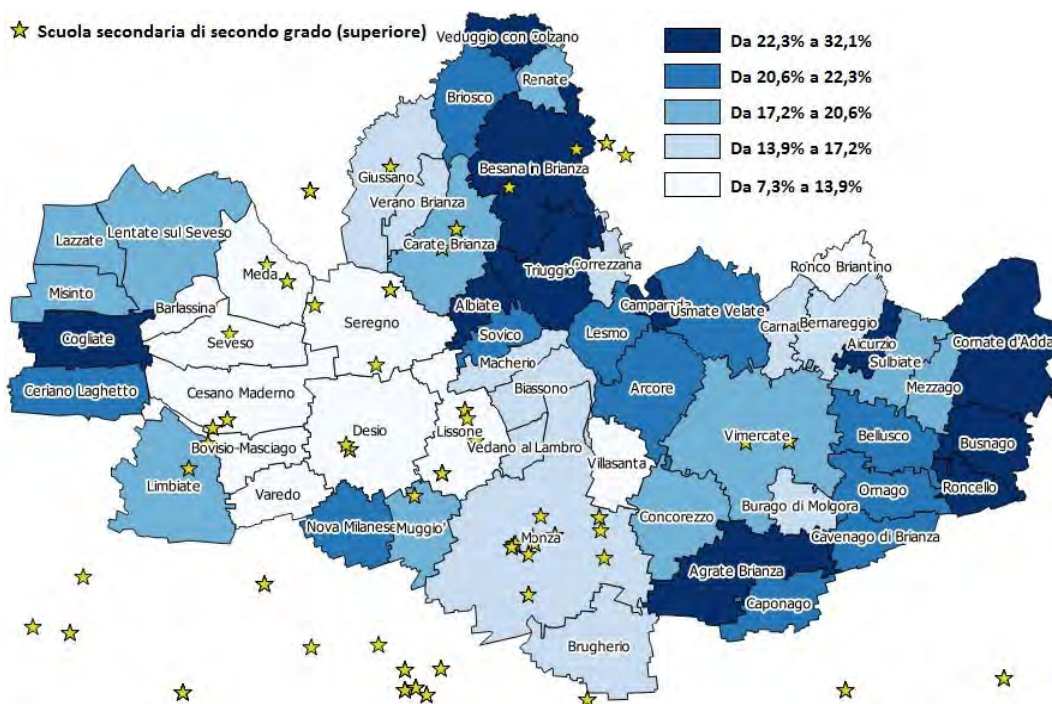 Scuola secondaria di secondo grado (superiore)
Da 22,3% a 32,1%
Da 20,6% a 22,3%
Da 17,2% a 20,6%
Da 13,9% a 17,2%
Da 7,3% a 13,9%
Veduggio con Colzano
Renate
Briosco
Besana in Brianza
Giussano
Verano Brianza
Carate Brianza
Lazzate
Lentate sul Seveso
Meda
Misinto
Barlassina
Cogliate
Seveso
Seregno
Triuggio
Correzzana
Ronco Briantino
Albiate
Camparada
Usmate Velate
Carnate
Bernareggio
Sovico
Lesmo
Aicurzio
Sulbiate
Cornate d'Adda
Macherio
Mezzago
Ceriano Laghetto
Cesano Maderno
Biassono
Arcore
Desio
Lissone
Vimercate
Bellusco
Busnago
Bovisio-Masciago
Vedano al Lambro
Villasanta
Limbiate
Varedo
Roncello
Ornago
Nova Milanese
Muggio'
Concorezzo
Burago di Molgora
Cavenago di Brianza
Monza
Agrate Brianza
Caponago
Brugherio